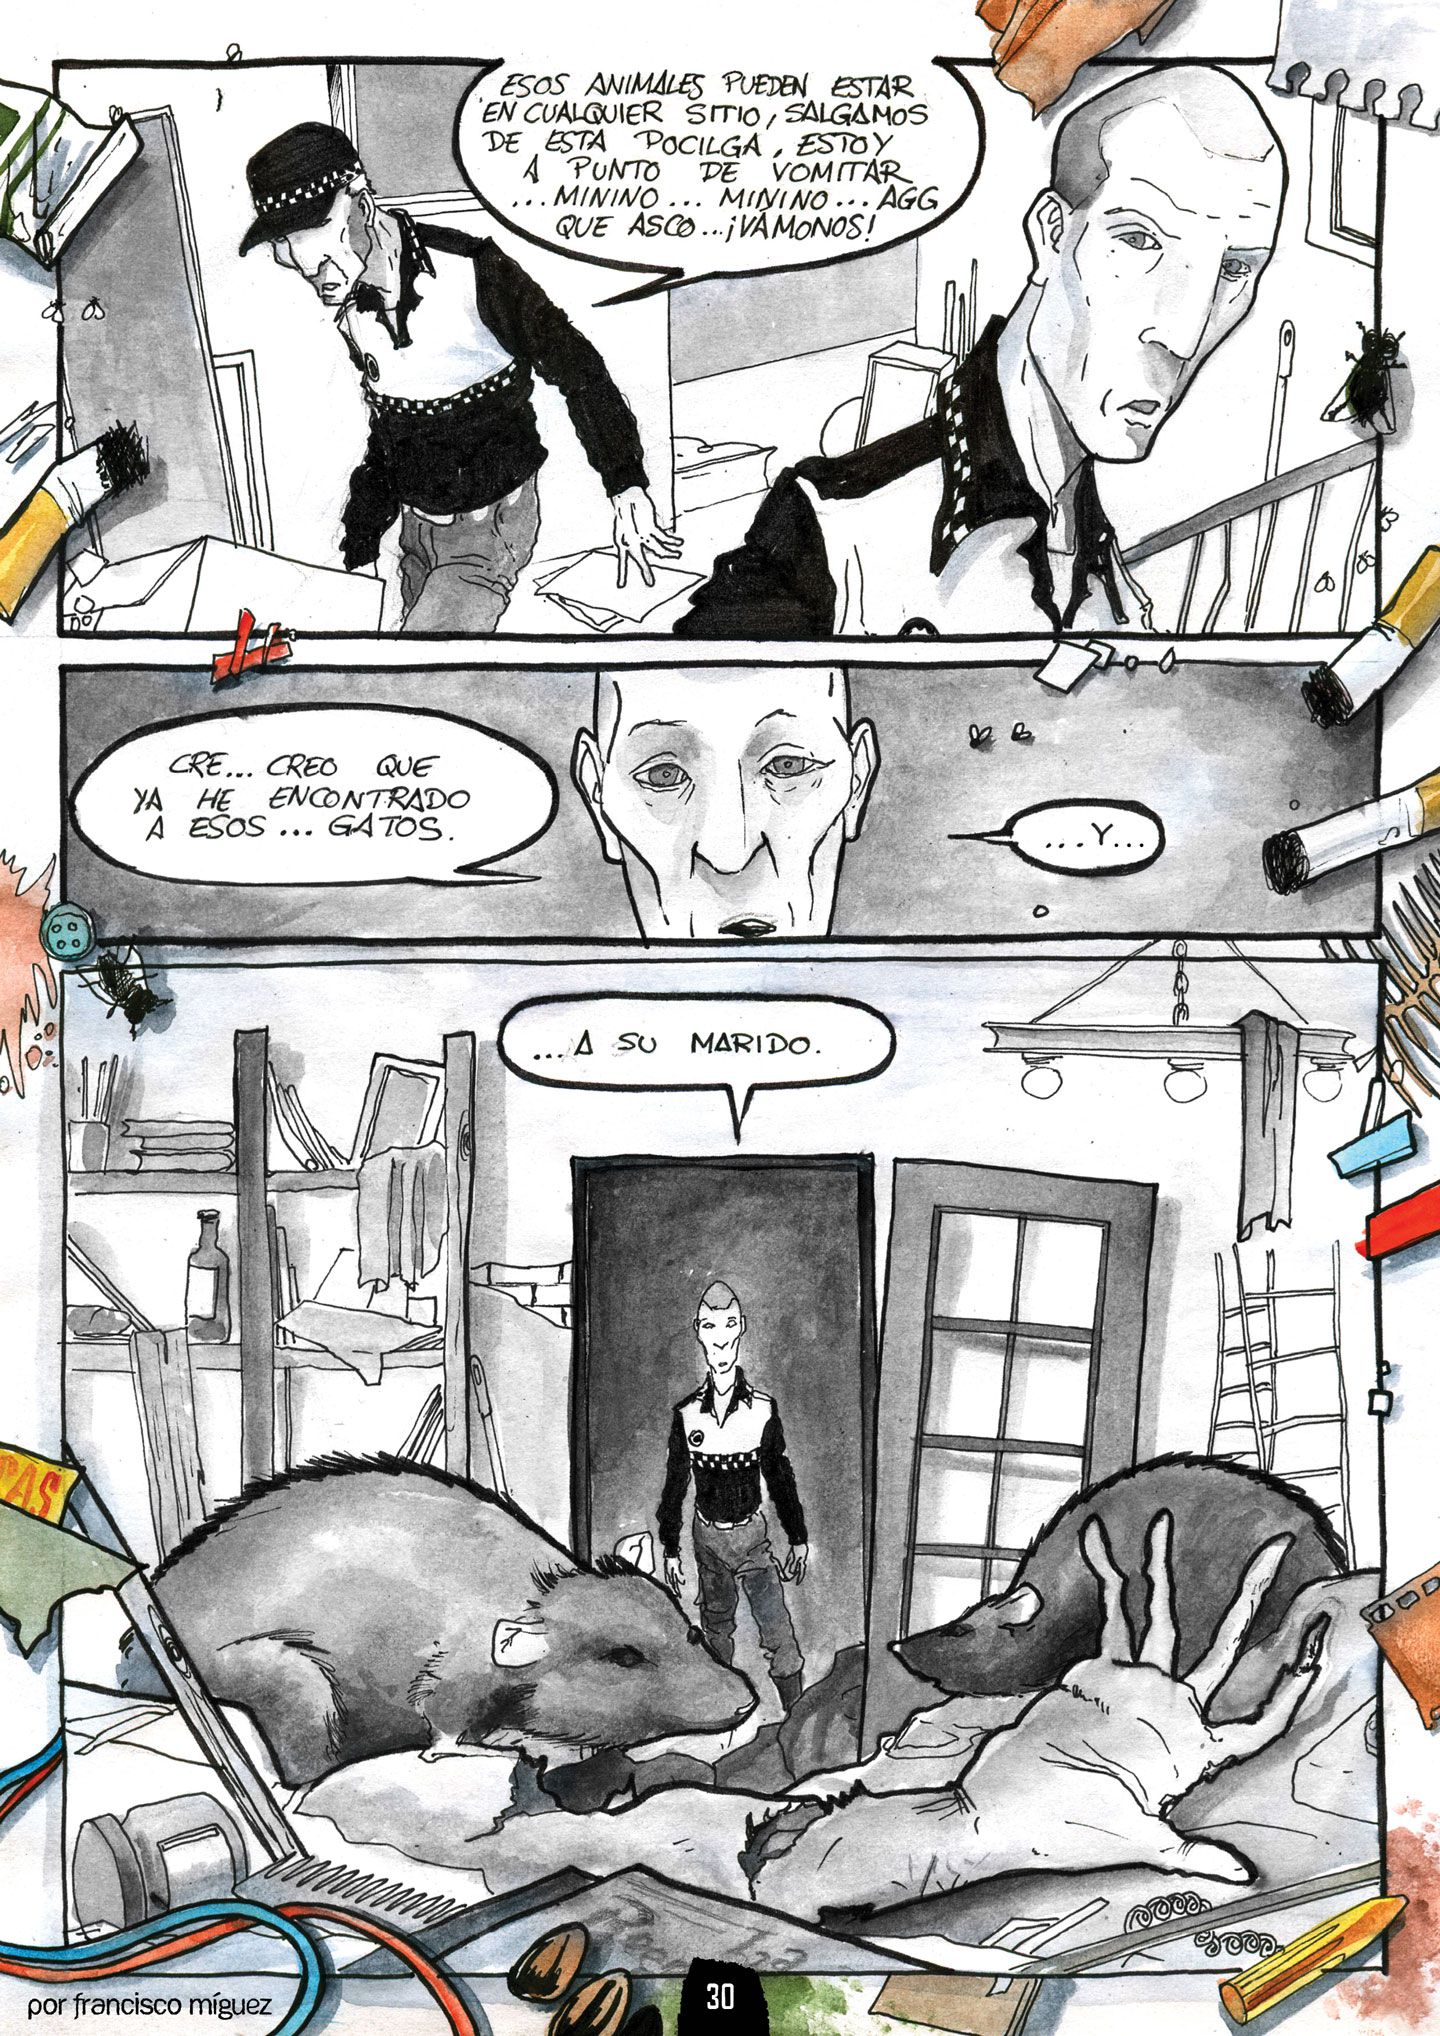 ESOS ANIMALES PUEDEN ESTAR
EN CUALQUIER SITIO, SALGAMOS
DE ESTA POCILGA, ESTOY
A PUNTO DE VOMITAR
...MININO... MININO... AGG
QUE ASCO...¡VÁMONOS!
CRE... CREO QUE
YA HE ENCONTRADO
A ESOS ... GATOS.
...Y...
...A SU MARIDO.
TAS
por francisco míguez
30